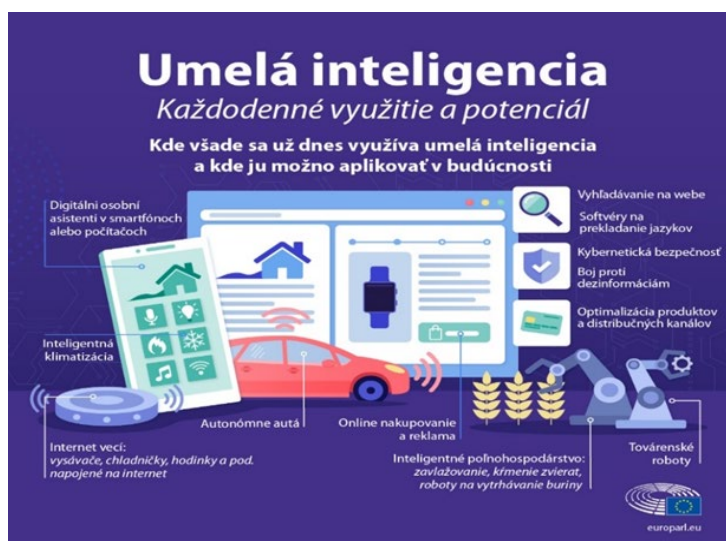 Umelá inteligencia
Každodenné využitie a potenciál
Kde všade sa už dnes využíva umelá inteligencia
a kde ju možno aplikovať v budúcnosti
Digitálni osobní
asistenti v smartfónoch
alebo počítačoch
Vyhľadávanie na webe
Softvéry na
prekladanie jazykov
Kybernetická bezpečnosť
Boj proti
dezinformáciám
Optimalizácia produktov
a distribučných kanálov
Inteligentná
klimatizácia
Autonómne autá
Online nakupovanie
a reklama
Internet vecí:
vysávače, chladničky, hodinky a pod.
napojené na internet
Inteligentné poľnohospodárstvo:
zavlažovanie, kŕmenie zvierat,
roboty na vytrhávanie buriny
Továrenské
roboty
europarl.eu